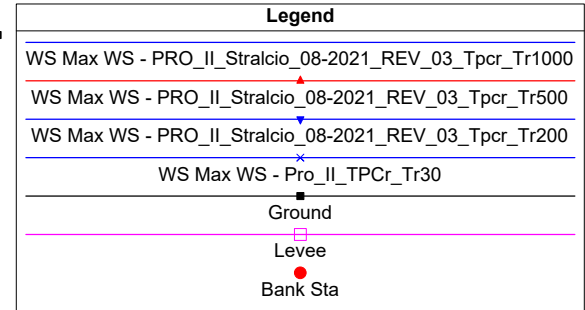 Legend
WS Max WS - PRO_II_Stralcio_08-2021_REV_03_Tpcr_Tr1000
WS Max WS - PRO_II_Stralcio_08-2021_REV_03_Tpcr_Tr500
WS Max WS - PRO_II_Stralcio_08-2021_REV_03_Tpcr_Tr200
WS Max WS - Pro_II_TPCr_Tr30
Ground
Levee
Bank Sta